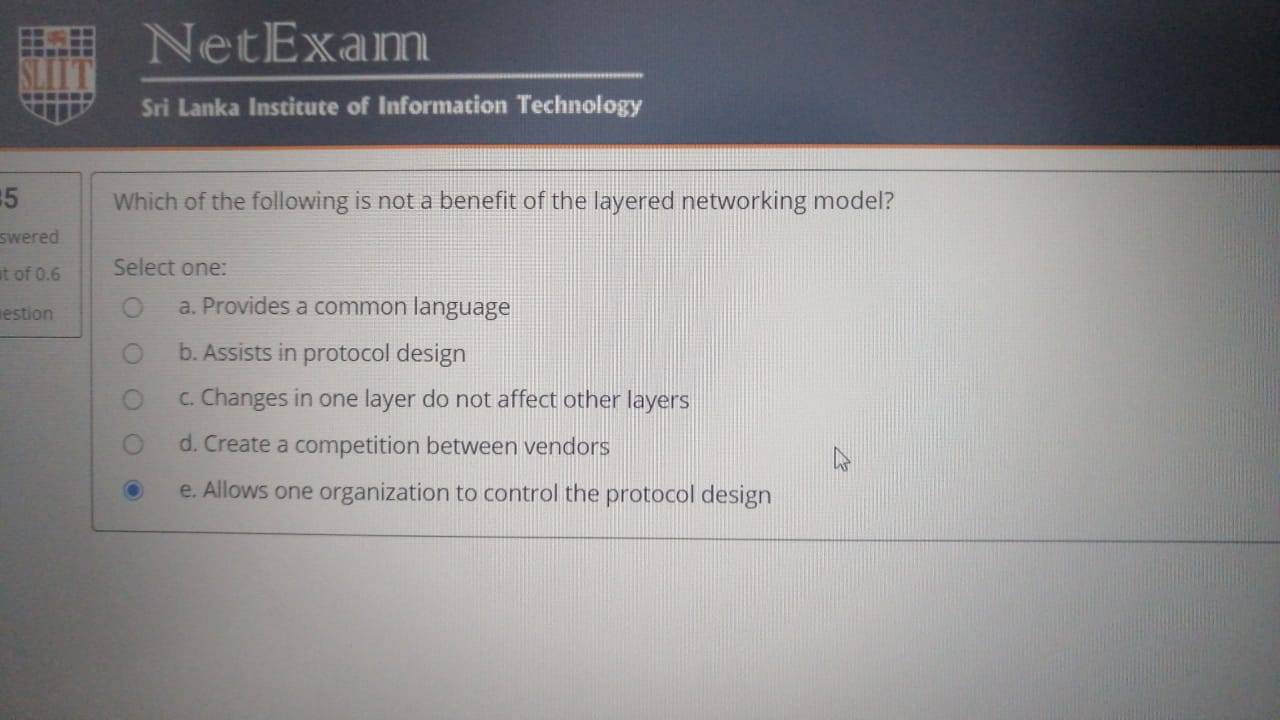 SLIIT
NetExam
Sri Lanka Institute of Information Technology
35
swered
t of 0.6
estion
Which of the following is not a benefit of the layered networking model?
Select one:
a. Provides a common language
b. Assists in protocol design
c. Changes in one layer do not affect other layers
d. Create a competition between vendors
e. Allows one organization to control the protocol design